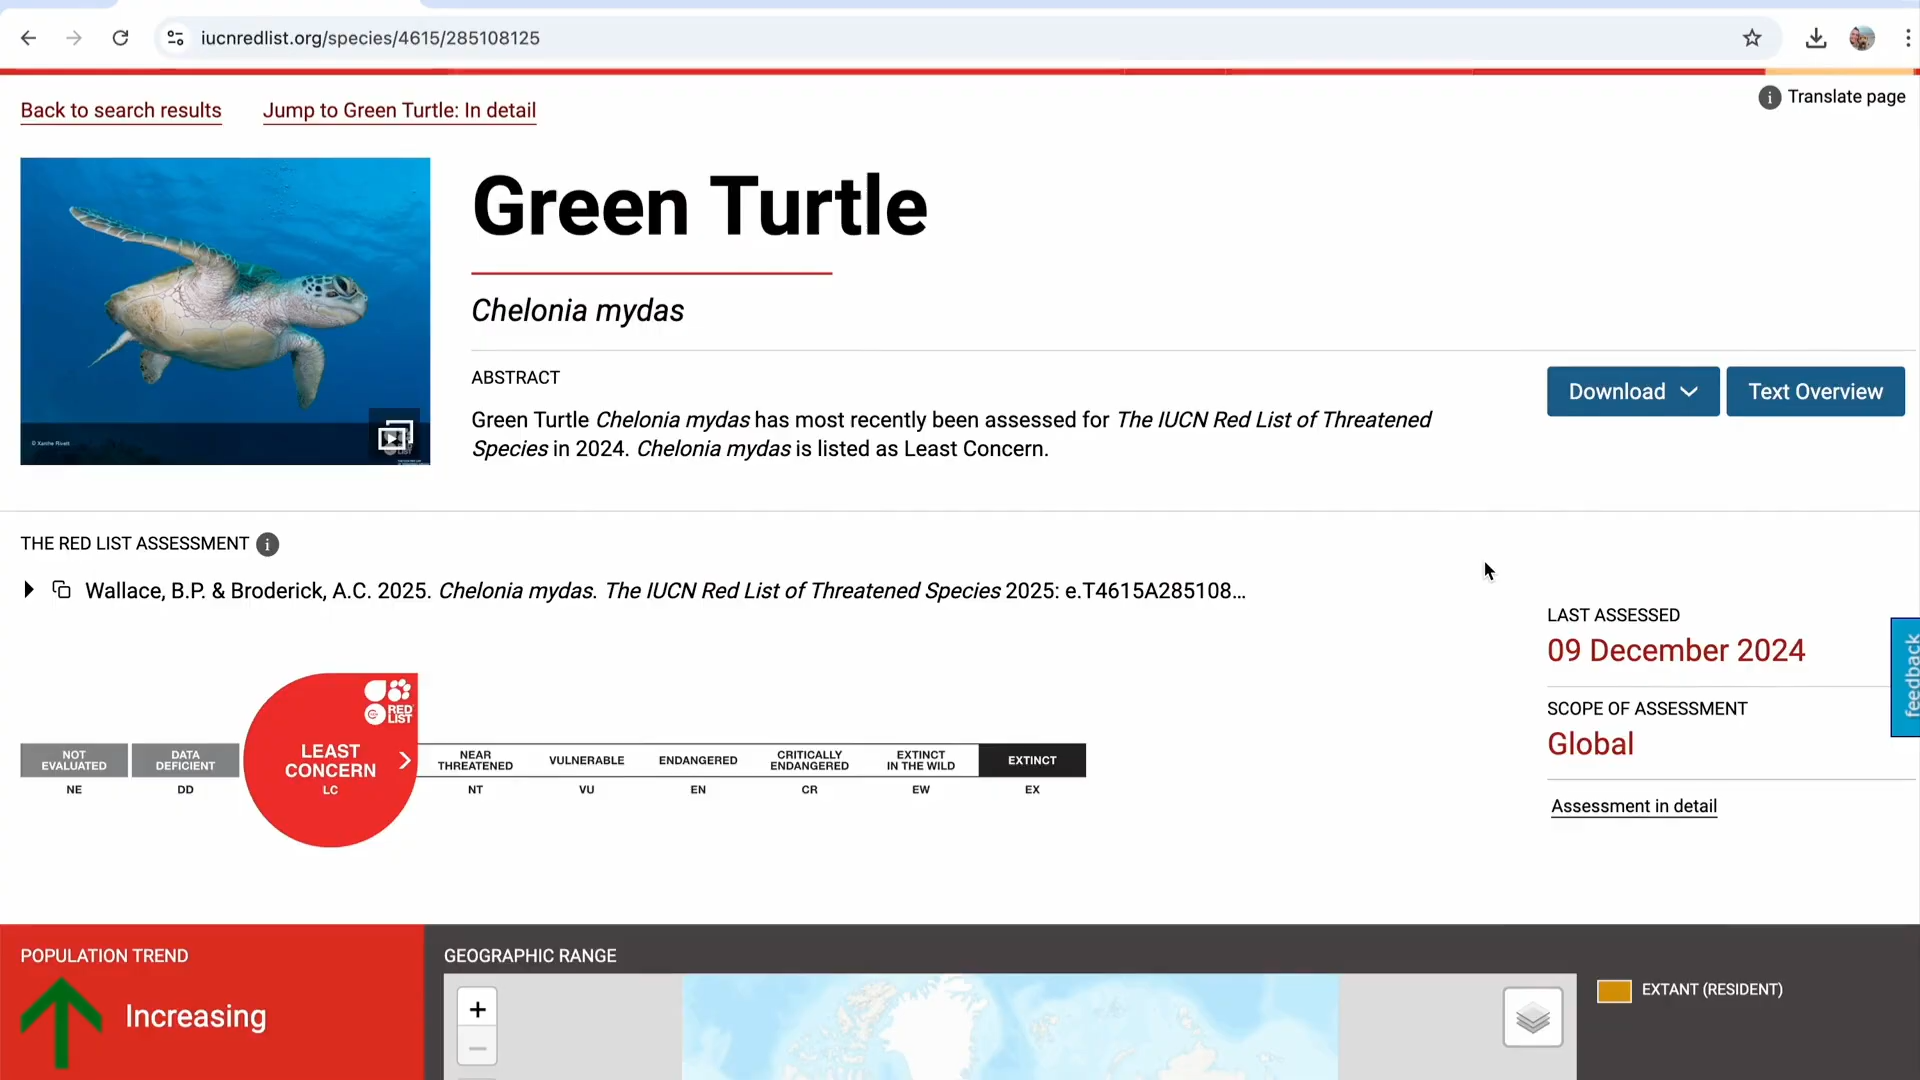 iucnredlist.org/species/4615/285108125
Back to search results
Jump to Green Turtle: In detail
Translate page
Green Turtle
Chelonia mydas
ABSTRACT
Green Turtle Chelonia mydas has most recently been assessed for The IUCN Red List of Threatened
Species in 2024. Chelonia mydas is listed as Least Concern.
Download
Text Overview
© Xanthe Rivett
THE RED LIST ASSESSMENT
Wallace, B.P. & Broderick, A.C. 2025. Chelonia mydas. The IUCN Red List of Threatened Species 2025: e.T4615A285108...
LAST ASSESSED
09 December 2024
SCOPE OF ASSESSMENT
Global
Assessment in detail
feedback
RED
LIST
NOT
EVALUATED
NE
DATA
DEFICIENT
DD
LEAST
CONCERN
LC
NEAR
THREATENED
NT
VULNERABLE
VU
ENDANGERED
EN
CRITICALLY
ENDANGERED
CR
EXTINCT
IN THE WILD
EW
EXTINCT
EX
POPULATION TREND
Increasing
GEOGRAPHIC RANGE
+
−
EXTANT (RESIDENT)